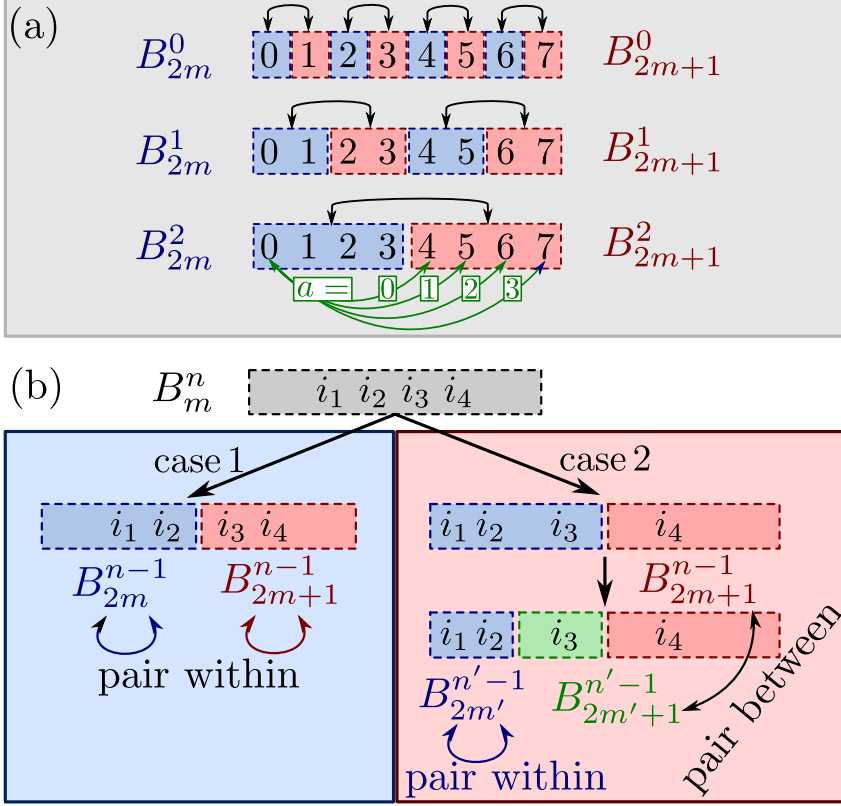 (a)
B^0_{2m} 0 1 2 3 4 5 6 7 B^0_{2m+1}
B^1_{2m} 0 1 2 3 4 5 6 7 B^1_{2m+1}
B^2_{2m} 0 1 2 3 4 5 6 7 B^2_{2m+1}
a = 0 1 2 3
(b) B^n_m i_1 i_2 i_3 i_4
case 1
i_1 i_2 i_3 i_4
B^{n-1}_{2m} B^{n-1}_{2m+1}
pair within
case 2
i_1 i_2 i_3 i_4
B^{n-1}_{2m+1}
i_1 i_2 i_3 i_4
B^{n'-1}_{2m'} B^{n'-1}_{2m'+1}
pair within
pair between